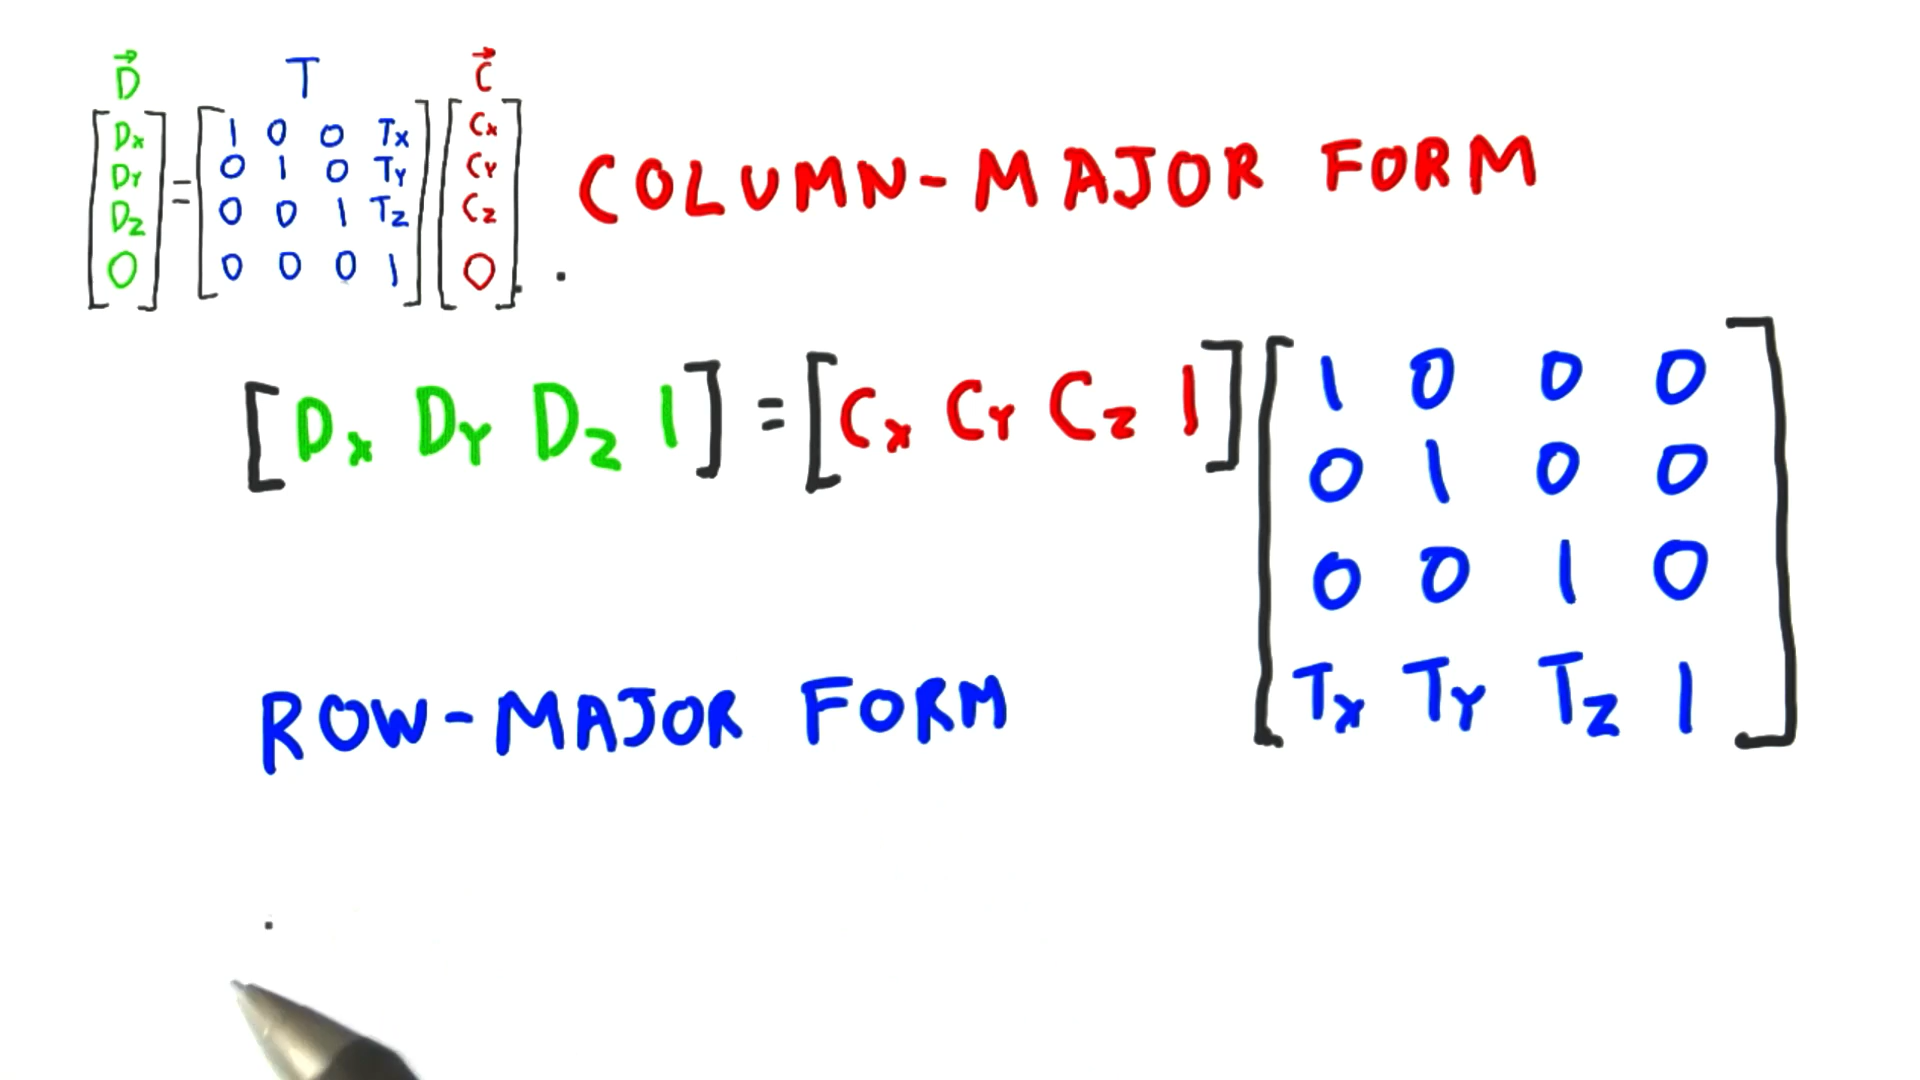 D T C
[Dx] = [1 0 0 Tx] [Cx]
[Dy] [0 1 0 Ty] [Cy]
[Dz] [0 0 1 Tz] [Cz]
[0] [0 0 0 1] [0]
COLUMN-MAJOR FORM
[Dx Dy Dz 1] = [Cx Cy Cz 1] [1 0 0 0
0 1 0 0
0 0 1 0
Tx Ty Tz 1]
ROW-MAJOR FORM